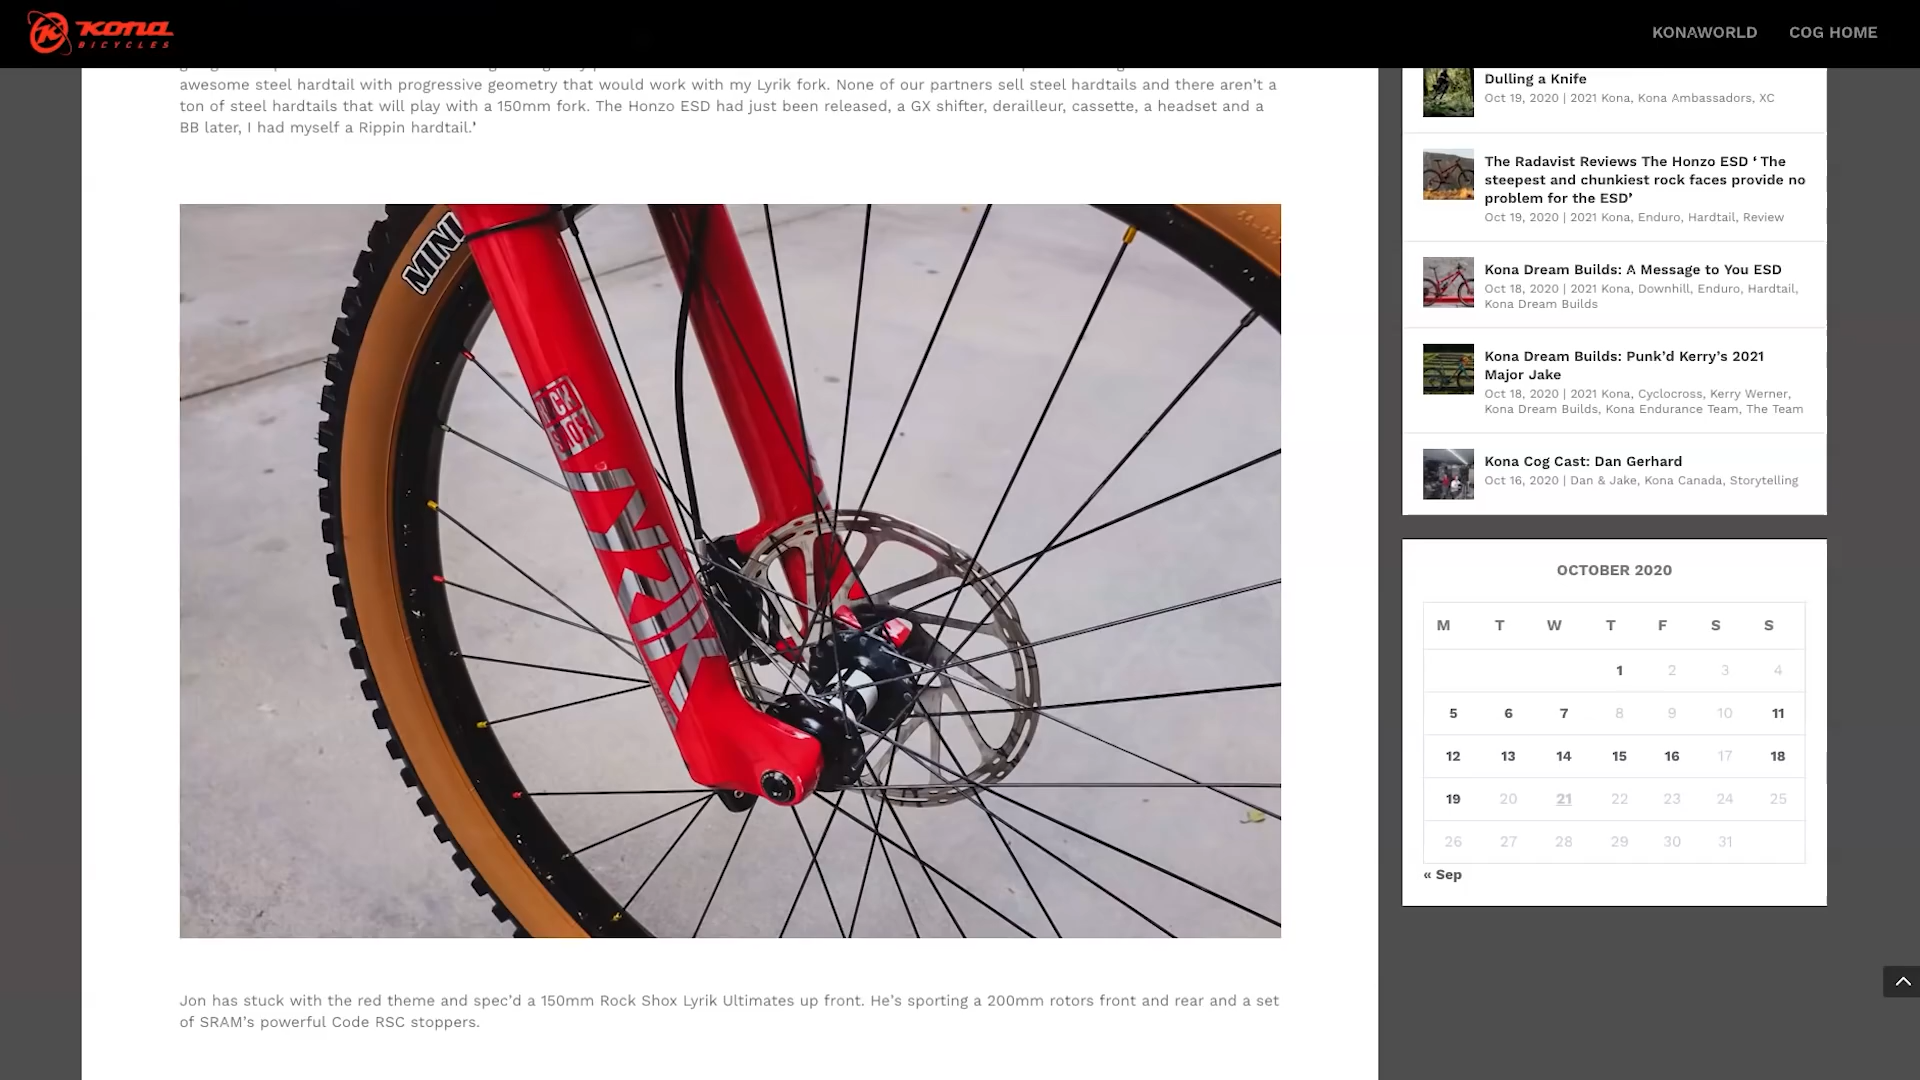 KONA
BICYCLES
KONAWORLD
COG HOME
awesome steel hardtail with progressive geometry that would work with my Lyrik fork. None of our partners sell steel hardtails and there aren't a
ton of steel hardtails that will play with a 150mm fork. The Honzo ESD had just been released, a GX shifter, derailleur, cassette, a headset and a
BB later, I had myself a Rippin hardtail.'
MINI
ROCK
SHOX
LYRIK
Jon has stuck with the red theme and spec'd a 150mm Rock Shox Lyrik Ultimates up front. He's sporting a 200mm rotors front and rear and a set
of SRAM's powerful Code RSC stoppers.
Dulling a Knife
Oct 19, 2020 | 2021 Kona, Kona Ambassadors, XC
The Radavist Reviews The Honzo ESD ‘ The
steepest and chunkiest rock faces provide no
problem for the ESD’
Oct 19, 2020 | 2021 Kona, Enduro, Hardtail, Review
Kona Dream Builds: A Message to You ESD
Oct 18, 2020 | 2021 Kona, Downhill, Enduro, Hardtail,
Kona Dream Builds
Kona Dream Builds: Punk’d Kerry’s 2021
Major Jake
Oct 18, 2020 | 2021 Kona, Cyclocross, Kerry Werner,
Kona Dream Builds, Kona Endurance Team, The Team
Kona Cog Cast: Dan Gerhard
Oct 16, 2020 | Dan & Jake, Kona Canada, Storytelling
OCTOBER 2020
M T W T F S S
1 2 3 4
5 6 7 8 9 10 11
12 13 14 15 16 17 18
19 20 21 22 23 24 25
26 27 28 29 30 31
« Sep